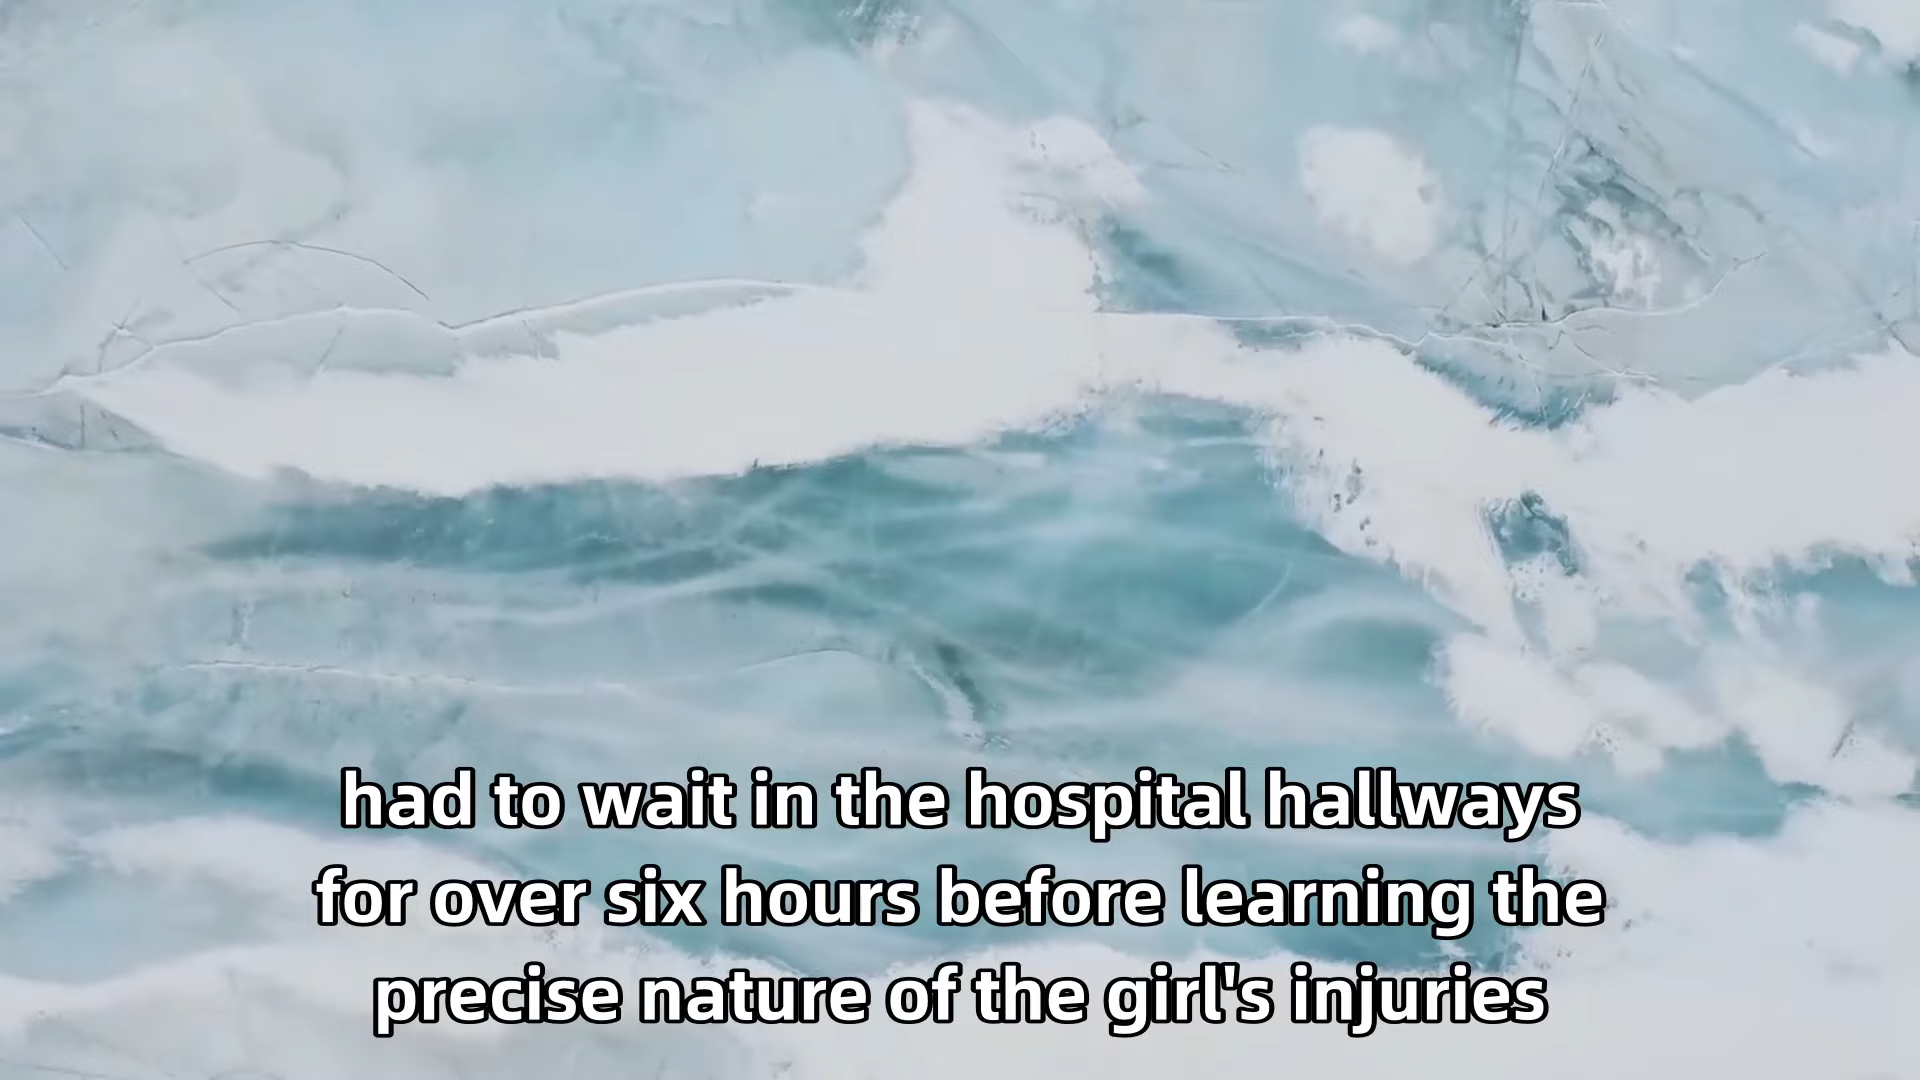 had to wait in the hospital hallways
for over six hours before learning the
precise nature of the girl's injuries